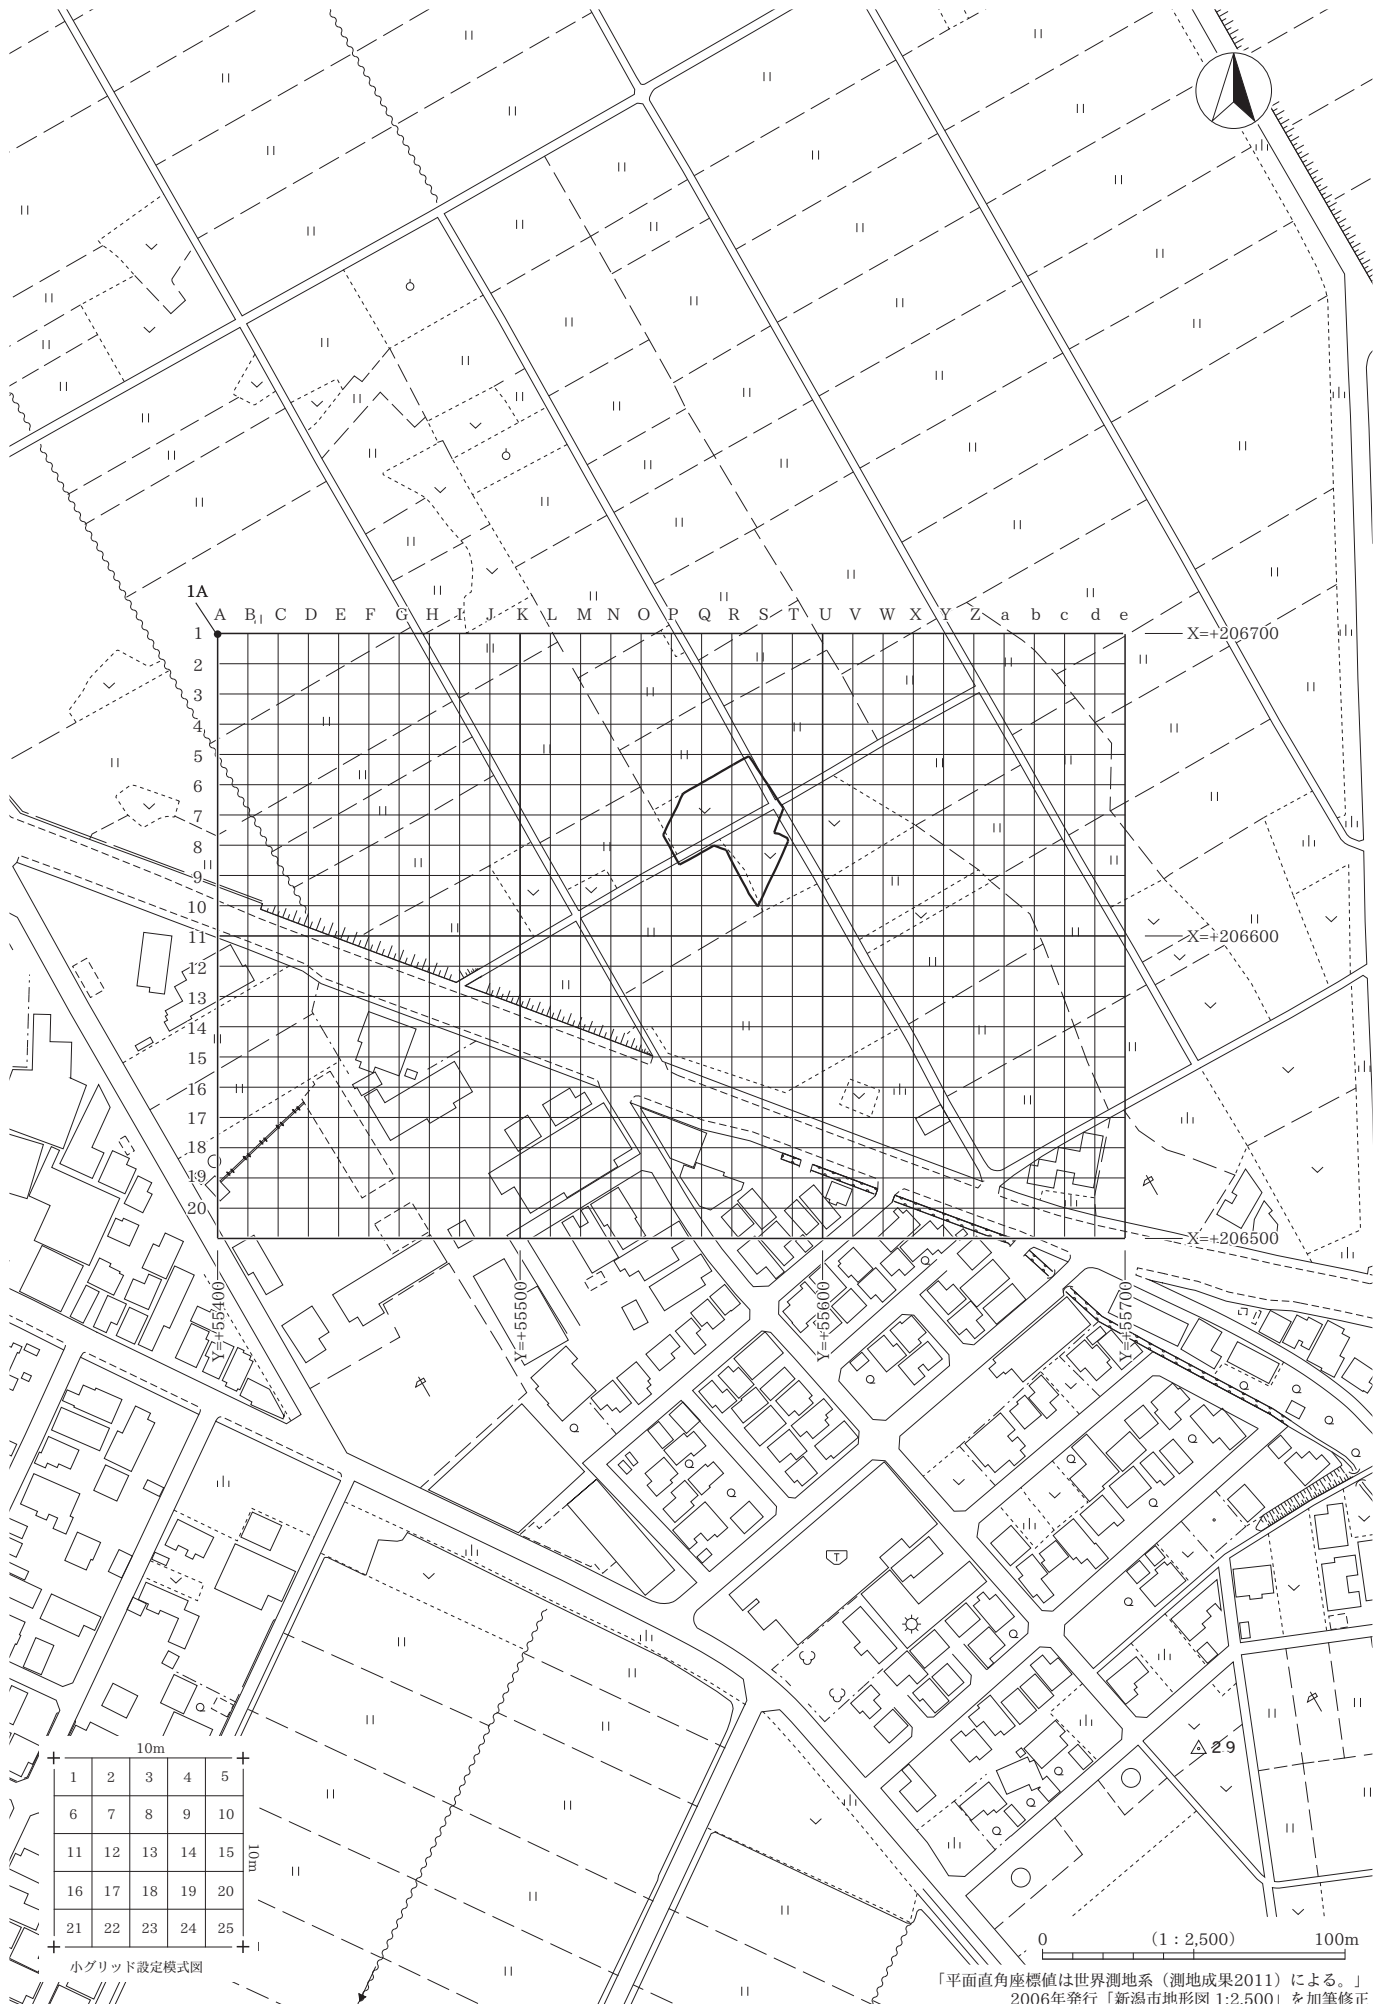 1A
A B C D E F G H I J K L M N O P Q R S T U V W X Y Z a b c d e
1
2
3
4
5
6
7
8
9
10
11
12
13
14
15
16
17
18
19
20
X=+206700
X=+206600
X=+206500
Y=+55400
Y=+55500
Y=+55600
Y=+55700
T
2.9
10m
1 2 3 4 5
6 7 8 9 10
11 12 13 14 15
16 17 18 19 20
21 22 23 24 25
10m
小グリッド設定模式図
0 (1：2,500) 100m
「平面直角座標値は世界測地系（測地成果2011）による。」
2006年発行「新潟市地形図 1:2,500」を加筆修正